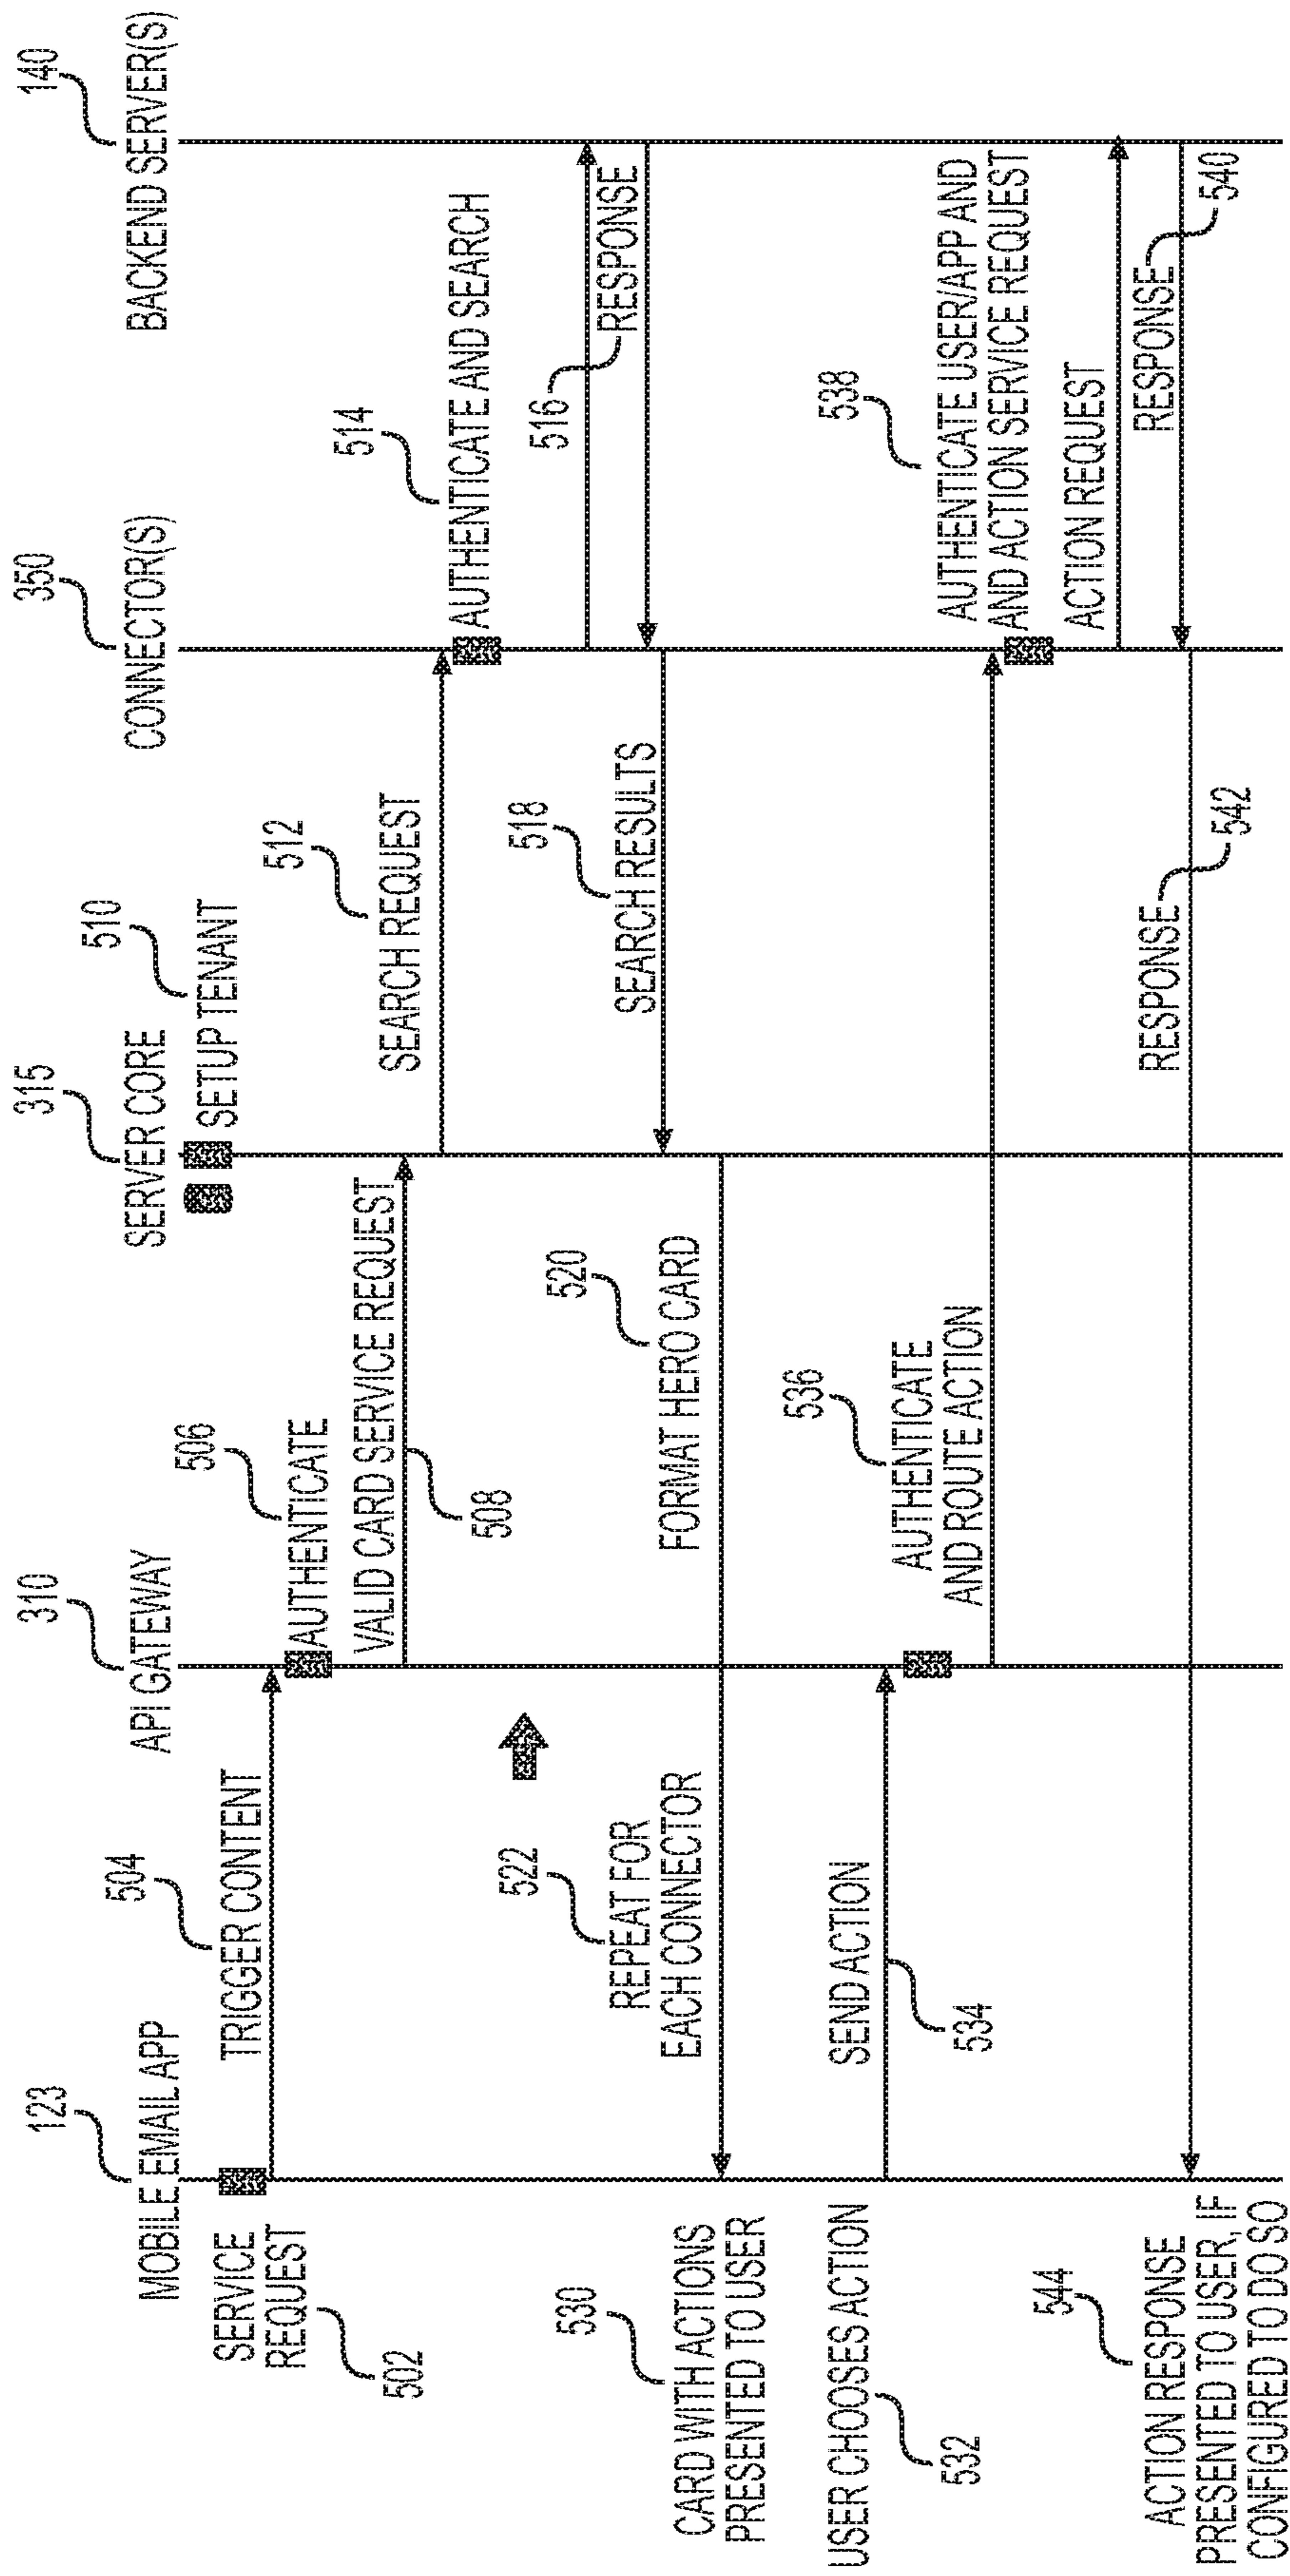 123
MOBILE EMAIL APP
310
API GATEWAY
315
SERVER CORE
350
CONNECTOR(S)
140
BACKEND SERVER(S)
SERVICE
REQUEST
502
504
TRIGGER CONTENT
510
SETUP TENANT
506
AUTHENTICATE
VALID CARD SERVICE REQUEST
508
512
SEARCH REQUEST
514
AUTHENTICATE AND SEARCH
516
RESPONSE
518
SEARCH RESULTS
520
FORMAT HERO CARD
522
REPEAT FOR
EACH CONNECTOR
530
CARD WITH ACTIONS
PRESENTED TO USER
USER CHOOSES ACTION
532
SEND ACTION
534
536
AUTHENTICATE
AND ROUTE ACTION
538
AUTHENTICATE USER/APP AND
AND ACTION SERVICE REQUEST
ACTION REQUEST
RESPONSE
540
RESPONSE
542
544
ACTION RESPONSE
PRESENTED TO USER, IF
CONFIGURED TO DO SO